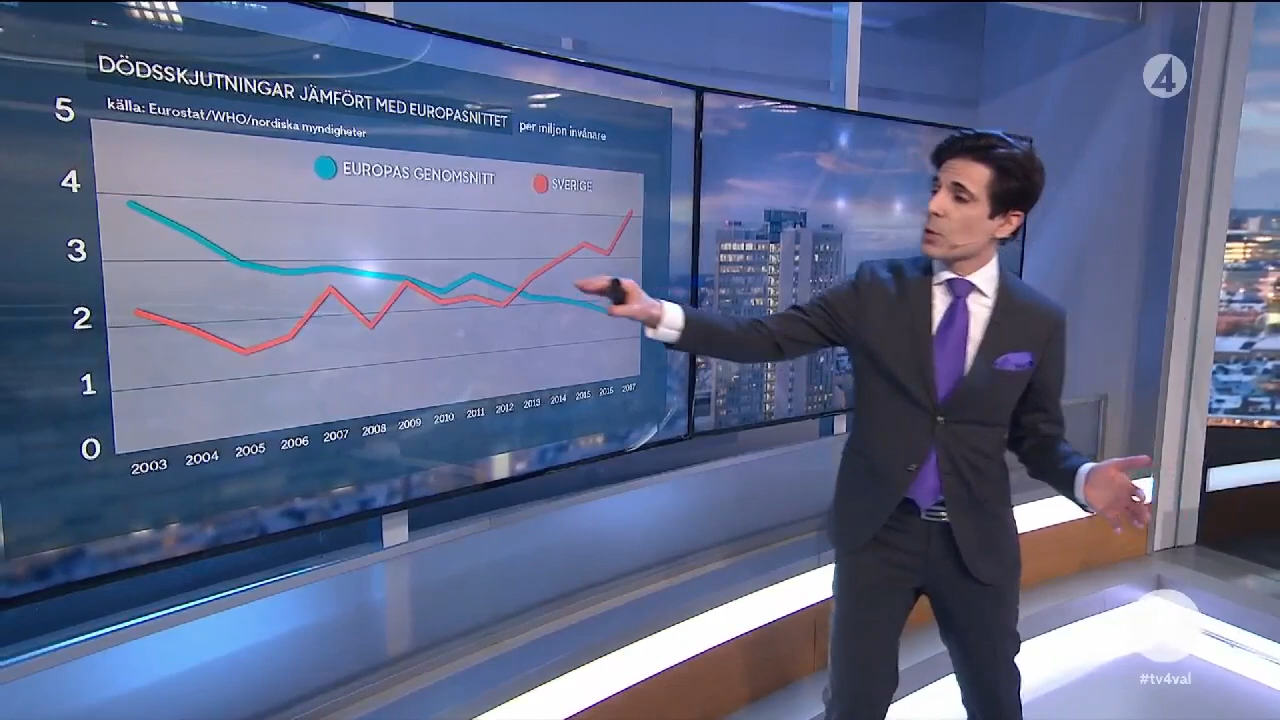 DÖDSSKJUTNINGAR JÄMFÖRT MED EUROPASNITTET per miljon invånare
källa: Eurostat/WHO/nordiska myndigheter
EUROPAS GENOMSNITT SVERIGE
5
4
3
2
1
0
2003 2004 2005 2006 2007 2008 2009 2010 2011 2012 2013 2014 2015 2016 2017
4
#tv4val